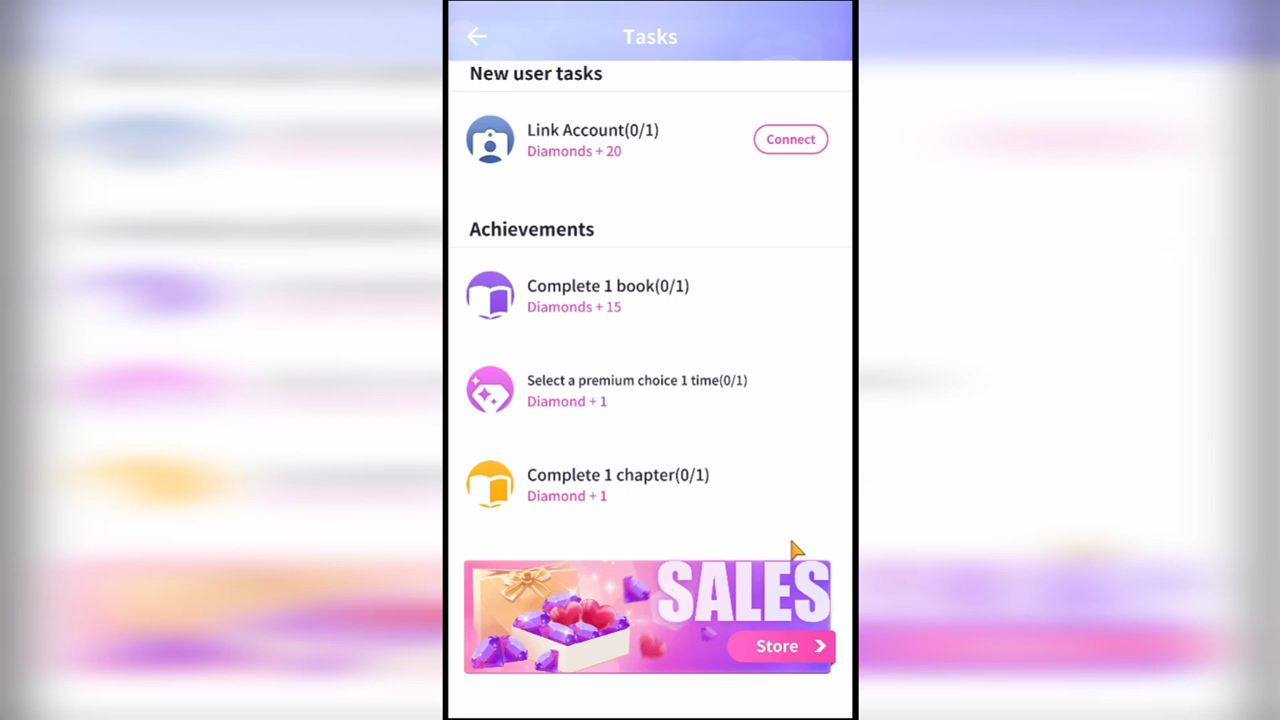 Tasks
New user tasks
Link Account(0/1)
Diamonds + 20
Connect
Achievements
Complete 1 book(0/1)
Diamonds + 15
Select a premium choice 1 time(0/1)
Diamond + 1
Complete 1 chapter(0/1)
Diamond + 1
SALES
Store